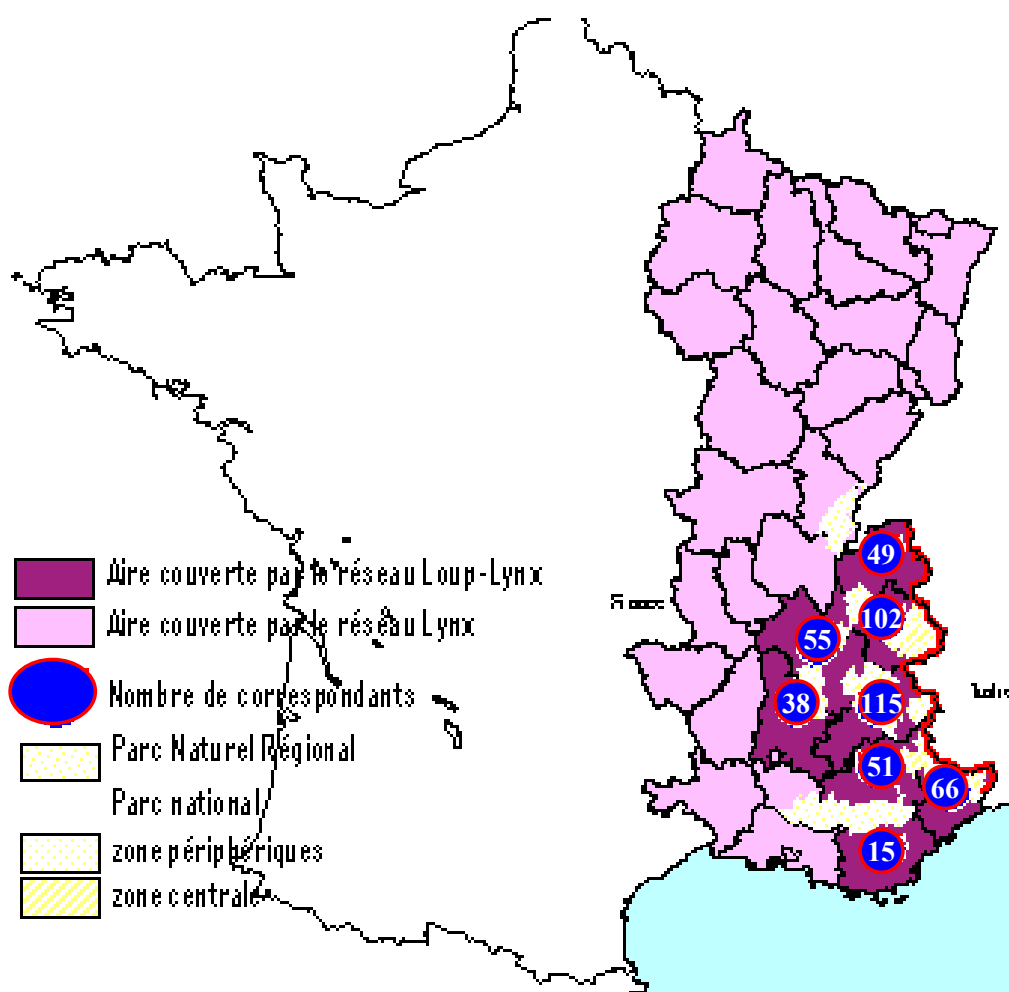 49
Aire couverte par le réseau Loup-Lynx
France
102
Aire couverte par le réseau Lynx
55
Nombre de correspondants
38
115
Parc Naturel Régional
51
66
Parc national
zone périphériques
15
zone centrale